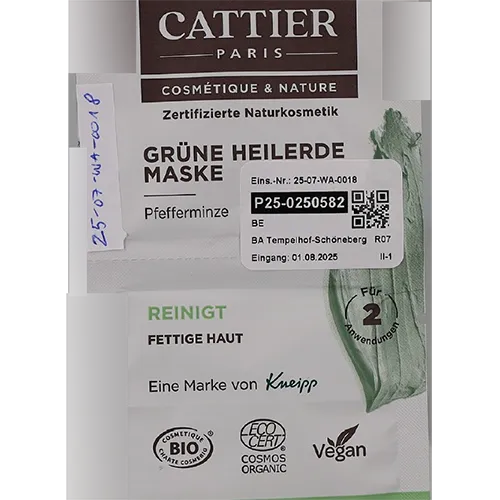 CATTIER
PARIS
COSMÉTIQUE & NATURE
Zertifizierte Naturkosmetik
25-07-WA-0018
GRÜNE HEILERDE
MASKE
Pfefferminze
Eins.-Nr.: 25-07-WA-0018
P25-0250582
BE
BA Tempelhof-Schöneberg R07
Eingang: 01.08.2025 II-1
REINIGT
FETTIGE HAUT
Für
2
Anwendungen
Eine Marke von Kneipp
COSMETIQUE
BIO
CHARTE COSMEBIO
ECO
CERT
COSMOS
ORGANIC
Vegan